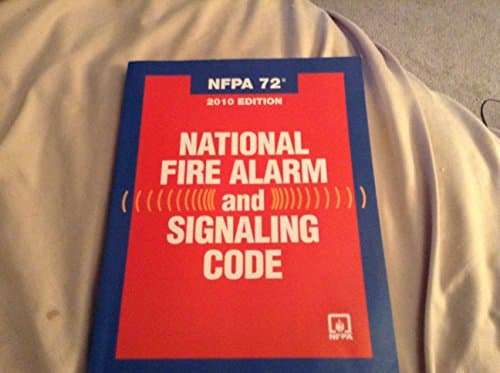 NFPA 72®
2010 EDITION
NATIONAL
FIRE ALARM
and
SIGNALING
CODE
NFPA